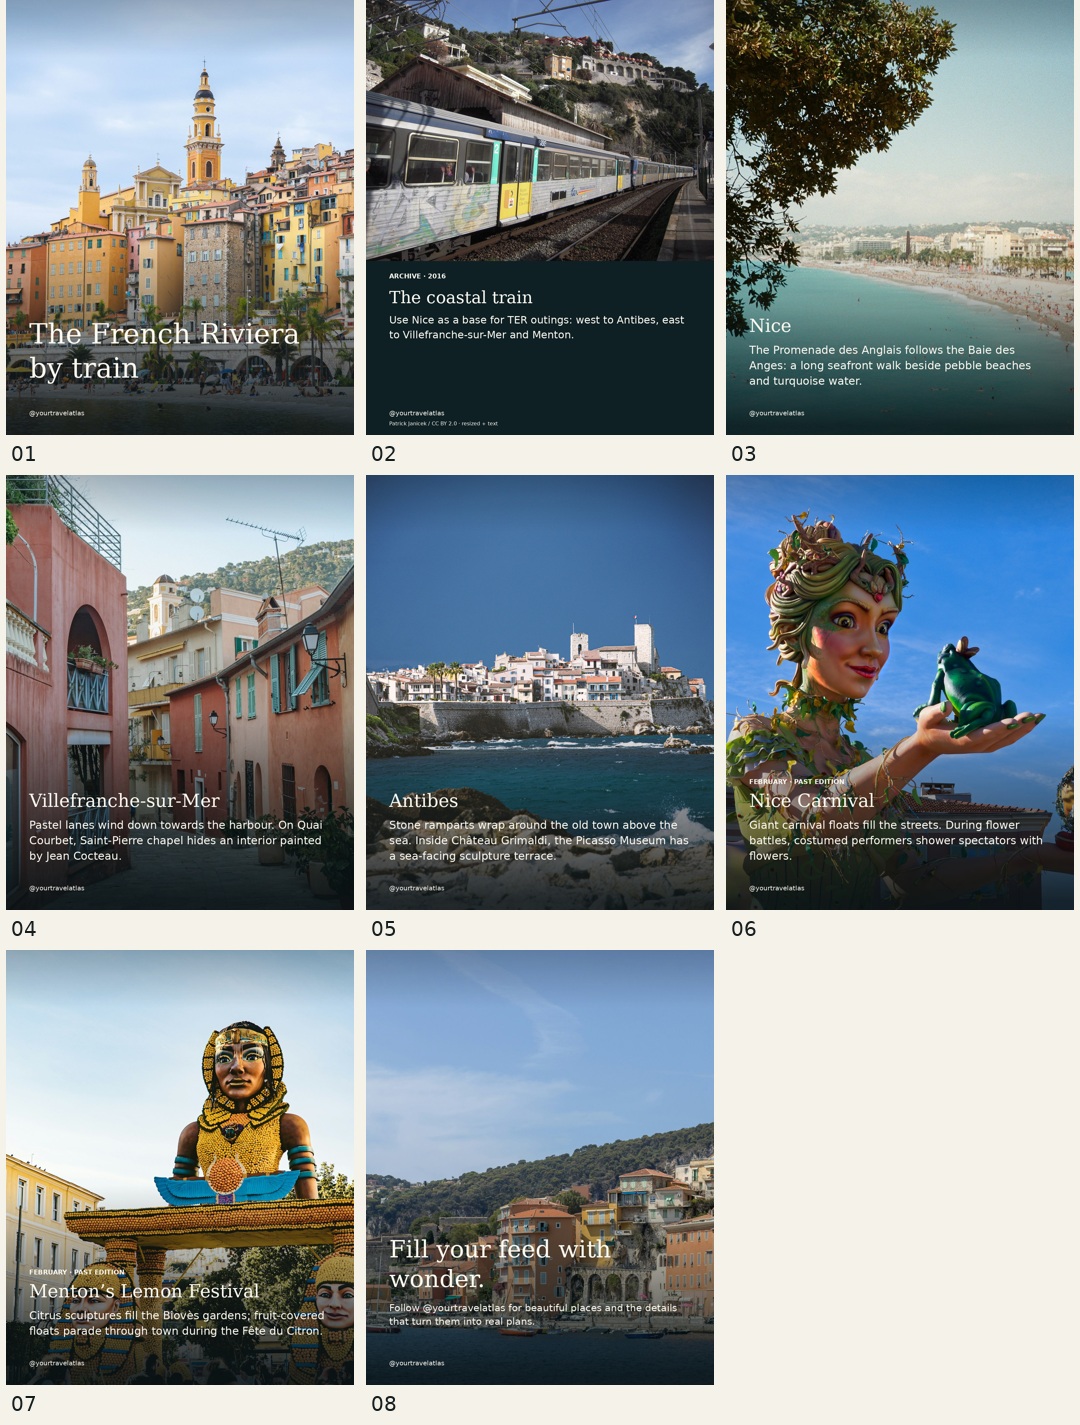 The French Riviera
by train
@yourtravelatlas
01
ARCHIVE · 2016
The coastal train
Use Nice as a base for TER outings: west to Antibes, east
to Villefranche-sur-Mer and Menton.
@yourtravelatlas
Patrick Janicek / CC BY 2.0 · resized + text
02
Nice
The Promenade des Anglais follows the Baie des
Anges: a long seafront walk beside pebble beaches
and turquoise water.
@yourtravelatlas
03
Villefranche-sur-Mer
Pastel lanes wind down towards the harbour. On Quai
Courbet, Saint-Pierre chapel hides an interior painted
by Jean Cocteau.
@yourtravelatlas
04
Antibes
Stone ramparts wrap around the old town above the
sea. Inside Château Grimaldi, the Picasso Museum has
a sea-facing sculpture terrace.
@yourtravelatlas
05
FEBRUARY · PAST EDITION
Nice Carnival
Giant carnival floats fill the streets. During flower
battles, costumed performers shower spectators with
flowers.
@yourtravelatlas
06
FEBRUARY · PAST EDITION
Menton’s Lemon Festival
Citrus sculptures fill the Biovès gardens; fruit-covered
floats parade through town during the Fête du Citron.
@yourtravelatlas
07
Fill your feed with
wonder.
Follow @yourtravelatlas for beautiful places and the details
that turn them into real plans.
@yourtravelatlas
08